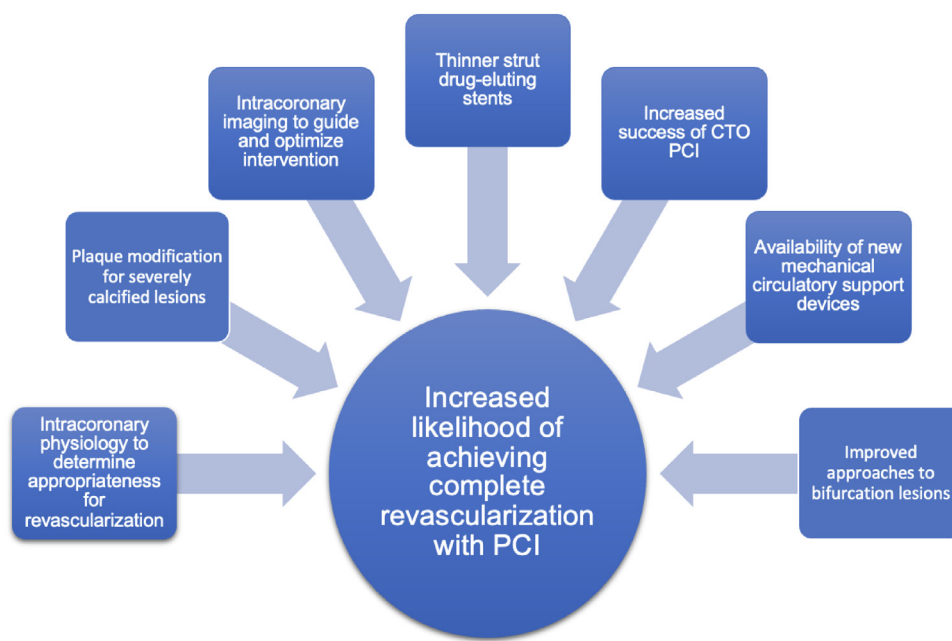 Thinner strut
drug-eluting
stents
Intracoronary
imaging to guide
and optimize
intervention
Increased
success of CTO
PCI
Plaque modification
for severely
calcified lesions
Availability of new
mechanical
circulatory support
devices
Intracoronary
physiology to
determine
appropriateness for
revascularization
Increased
likelihood of
achieving
complete
revascularization
with PCI
Improved
approaches to
bifurcation lesions